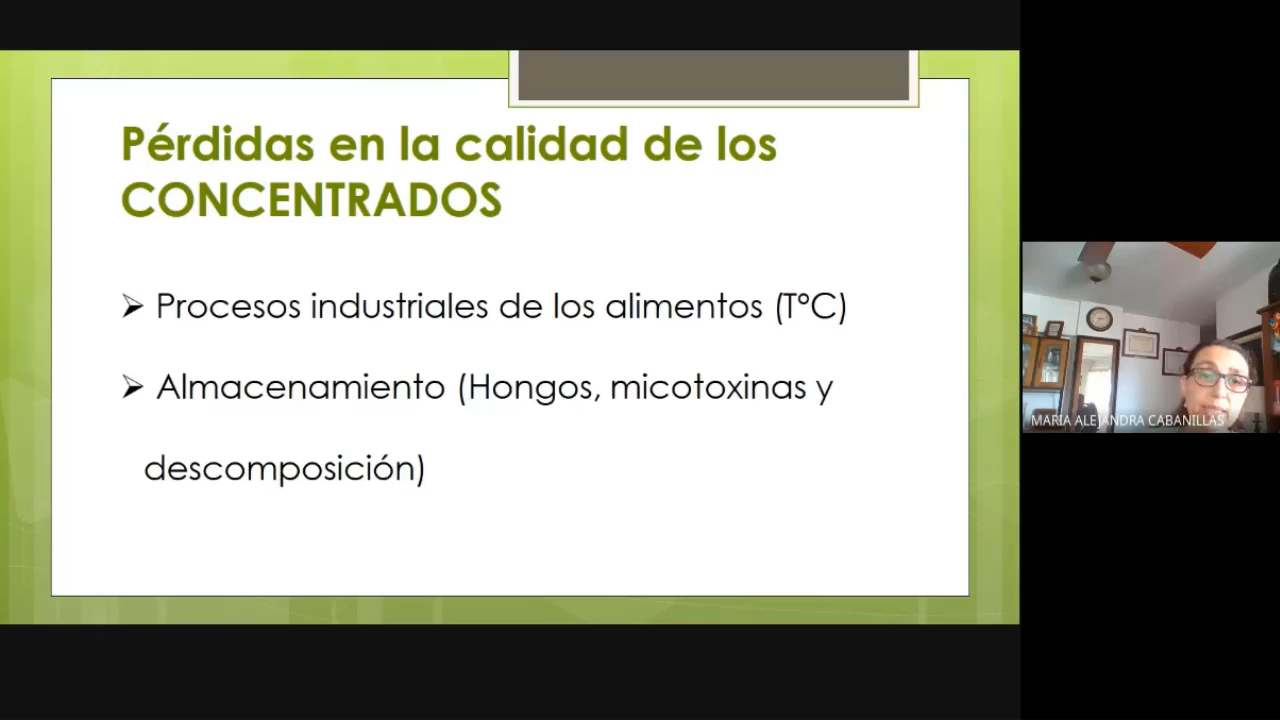 Pérdidas en la calidad de los
CONCENTRADOS
➢ Procesos industriales de los alimentos (T°C)
➢ Almacenamiento (Hongos, micotoxinas y
descomposición)
MARIA ALEJANDRA CABANILLAS